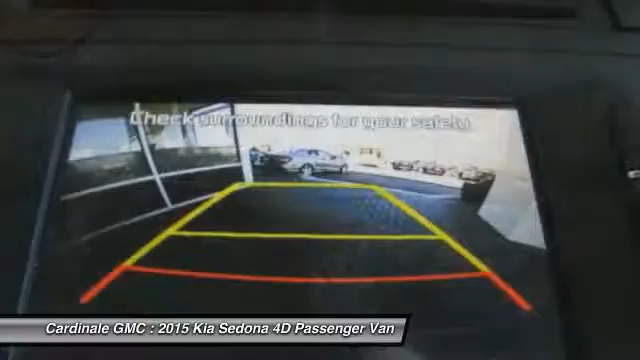 Check surroundings for your safety
Cardinale GMC : 2015 Kia Sedona 4D Passenger Van